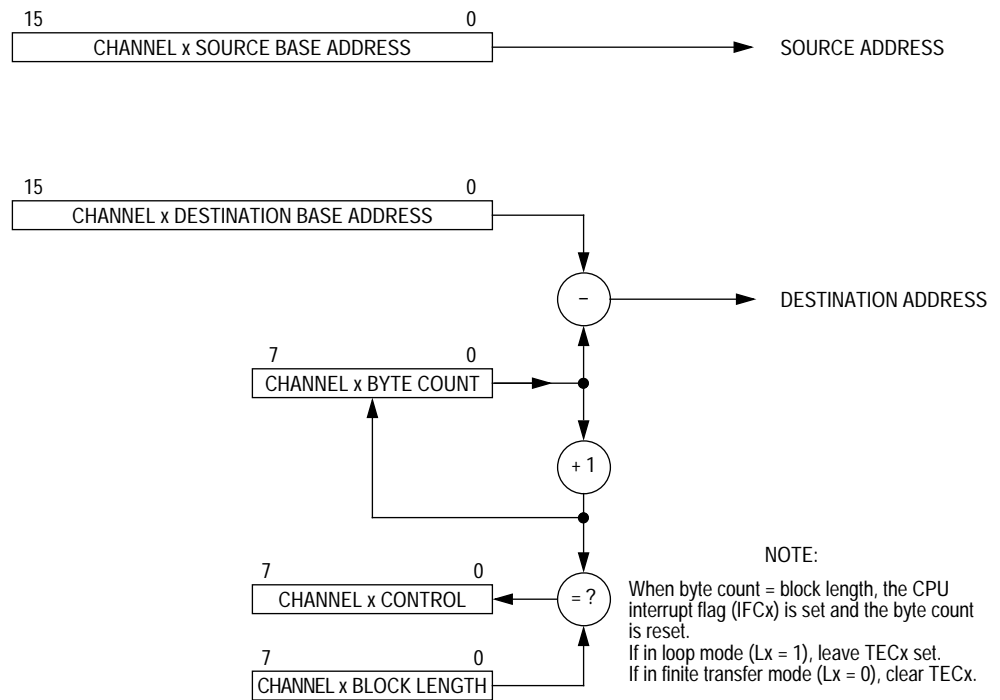 15 0
CHANNEL x SOURCE BASE ADDRESS
SOURCE ADDRESS
15 0
CHANNEL x DESTINATION BASE ADDRESS
–
DESTINATION ADDRESS
7 0
CHANNEL x BYTE COUNT
+ 1
7 0
CHANNEL x CONTROL
= ?
7 0
CHANNEL x BLOCK LENGTH
NOTE:
When byte count = block length, the CPU
interrupt flag (IFCx) is set and the byte count
is reset.
If in loop mode (Lx = 1), leave TECx set.
If in finite transfer mode (Lx = 0), clear TECx.